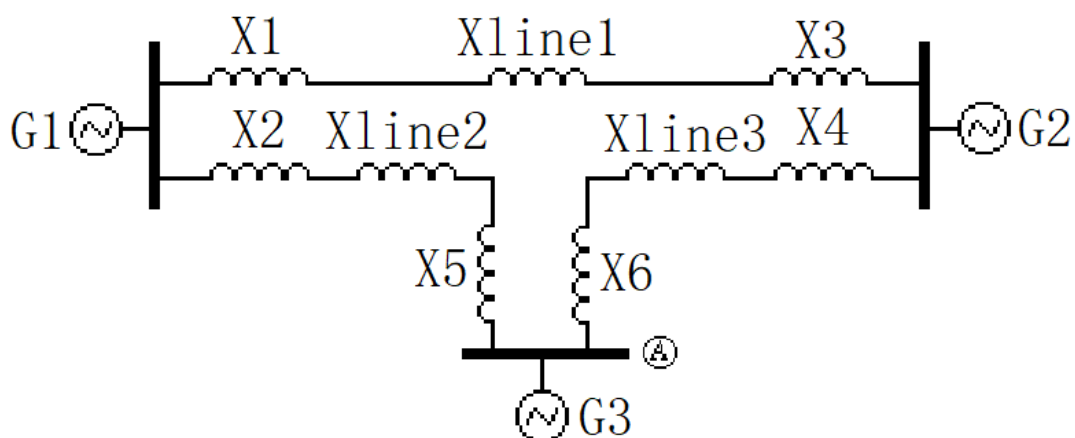 X1 Xline1 X3
G1 X2 Xline2 Xline3 X4 G2
X5 X6
A
G3